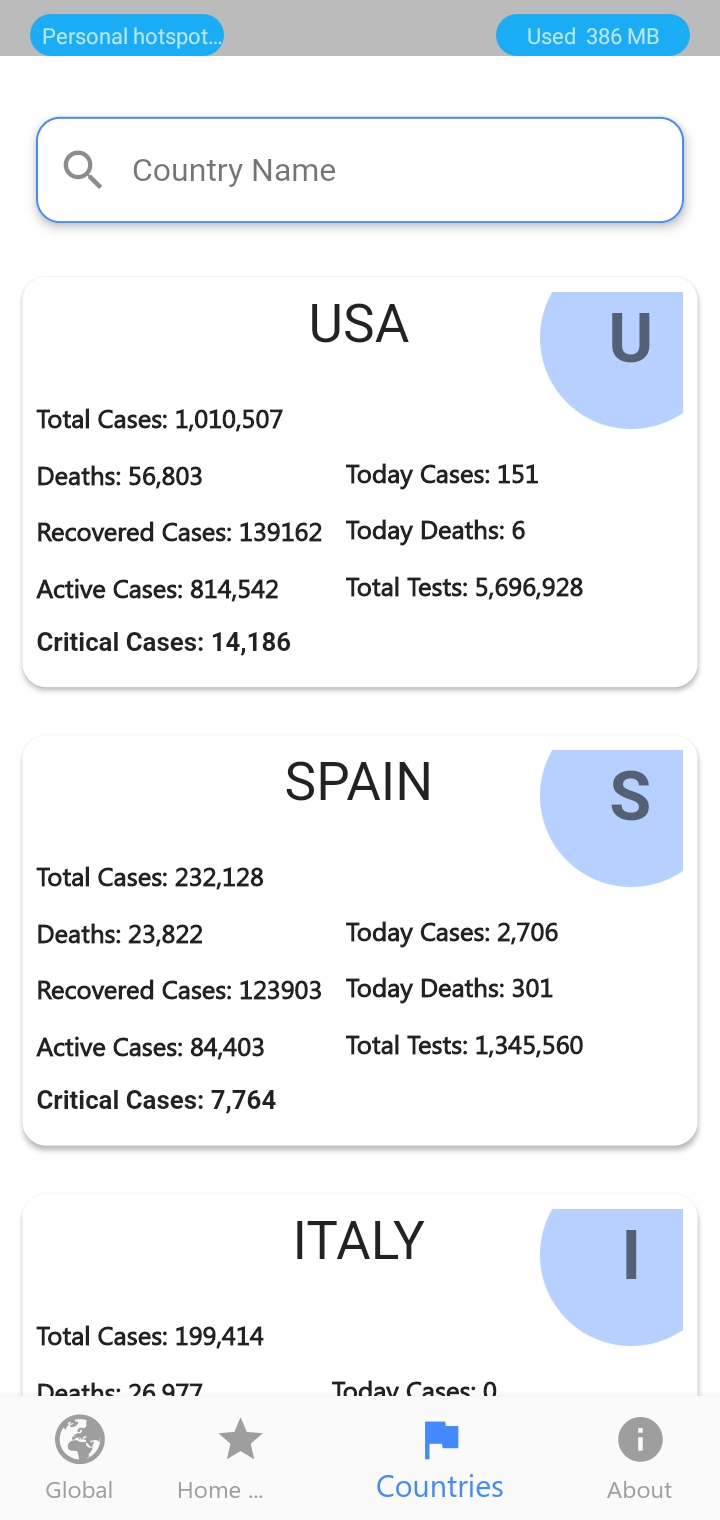 Personal hotspot... Used 386 MB
Country Name
USA
U
Total Cases: 1,010,507
Deaths: 56,803
Today Cases: 151
Recovered Cases: 139162
Today Deaths: 6
Active Cases: 814,542
Total Tests: 5,696,928
Critical Cases: 14,186
SPAIN
S
Total Cases: 232,128
Deaths: 23,822
Today Cases: 2,706
Recovered Cases: 123903
Today Deaths: 301
Active Cases: 84,403
Total Tests: 1,345,560
Critical Cases: 7,764
ITALY
I
Total Cases: 199,414
Deaths: 26,977
Today Cases: 0
Global
Home ...
Countries
About